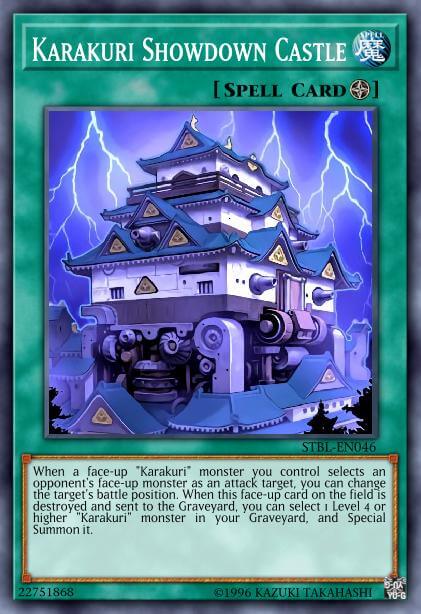 KARAKURI SHOWDOWN CASTLE
SPELL
魔
[SPELL CARD]
STBL-EN046
When a face-up "Karakuri" monster you control selects an
opponent's face-up monster as an attack target, you can change
the target's battle position. When this face-up card on the field is
destroyed and sent to the Graveyard, you can select 1 Level 4 or
higher "Karakuri" monster in your Graveyard, and Special
Summon it.
22751868
©1996 KAZUKI TAKAHASHI